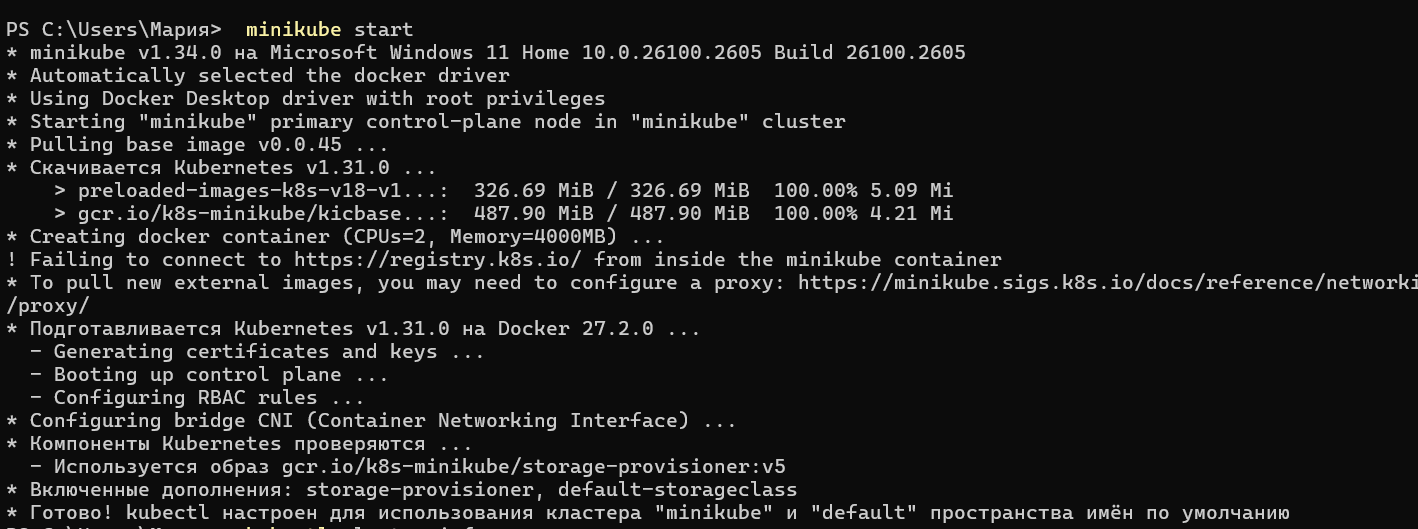 PS C:\Users\Мария>  minikube start
* minikube v1.34.0 на Microsoft Windows 11 Home 10.0.26100.2605 Build 26100.2605
* Automatically selected the docker driver
* Using Docker Desktop driver with root privileges
* Starting "minikube" primary control-plane node in "minikube" cluster
* Pulling base image v0.0.45 ...
* Скачивается Kubernetes v1.31.0 ...
    > preloaded-images-k8s-v18-v1...:  326.69 MiB / 326.69 MiB  100.00% 5.09 Mi
    > gcr.io/k8s-minikube/kicbase...:  487.90 MiB / 487.90 MiB  100.00% 4.21 Mi
* Creating docker container (CPUs=2, Memory=4000MB) ...
! Failing to connect to https://registry.k8s.io/ from inside the minikube container
* To pull new external images, you may need to configure a proxy: https://minikube.sigs.k8s.io/docs/reference/networki
/proxy/
* Подготавливается Kubernetes v1.31.0 на Docker 27.2.0 ...
  - Generating certificates and keys ...
  - Booting up control plane ...
  - Configuring RBAC rules ...
* Configuring bridge CNI (Container Networking Interface) ...
* Компоненты Kubernetes проверяются ...
  - Используется образ gcr.io/k8s-minikube/storage-provisioner:v5
* Включенные дополнения: storage-provisioner, default-storageclass
* Готово! kubectl настроен для использования кластера "minikube" и "default" пространства имён по умолчанию